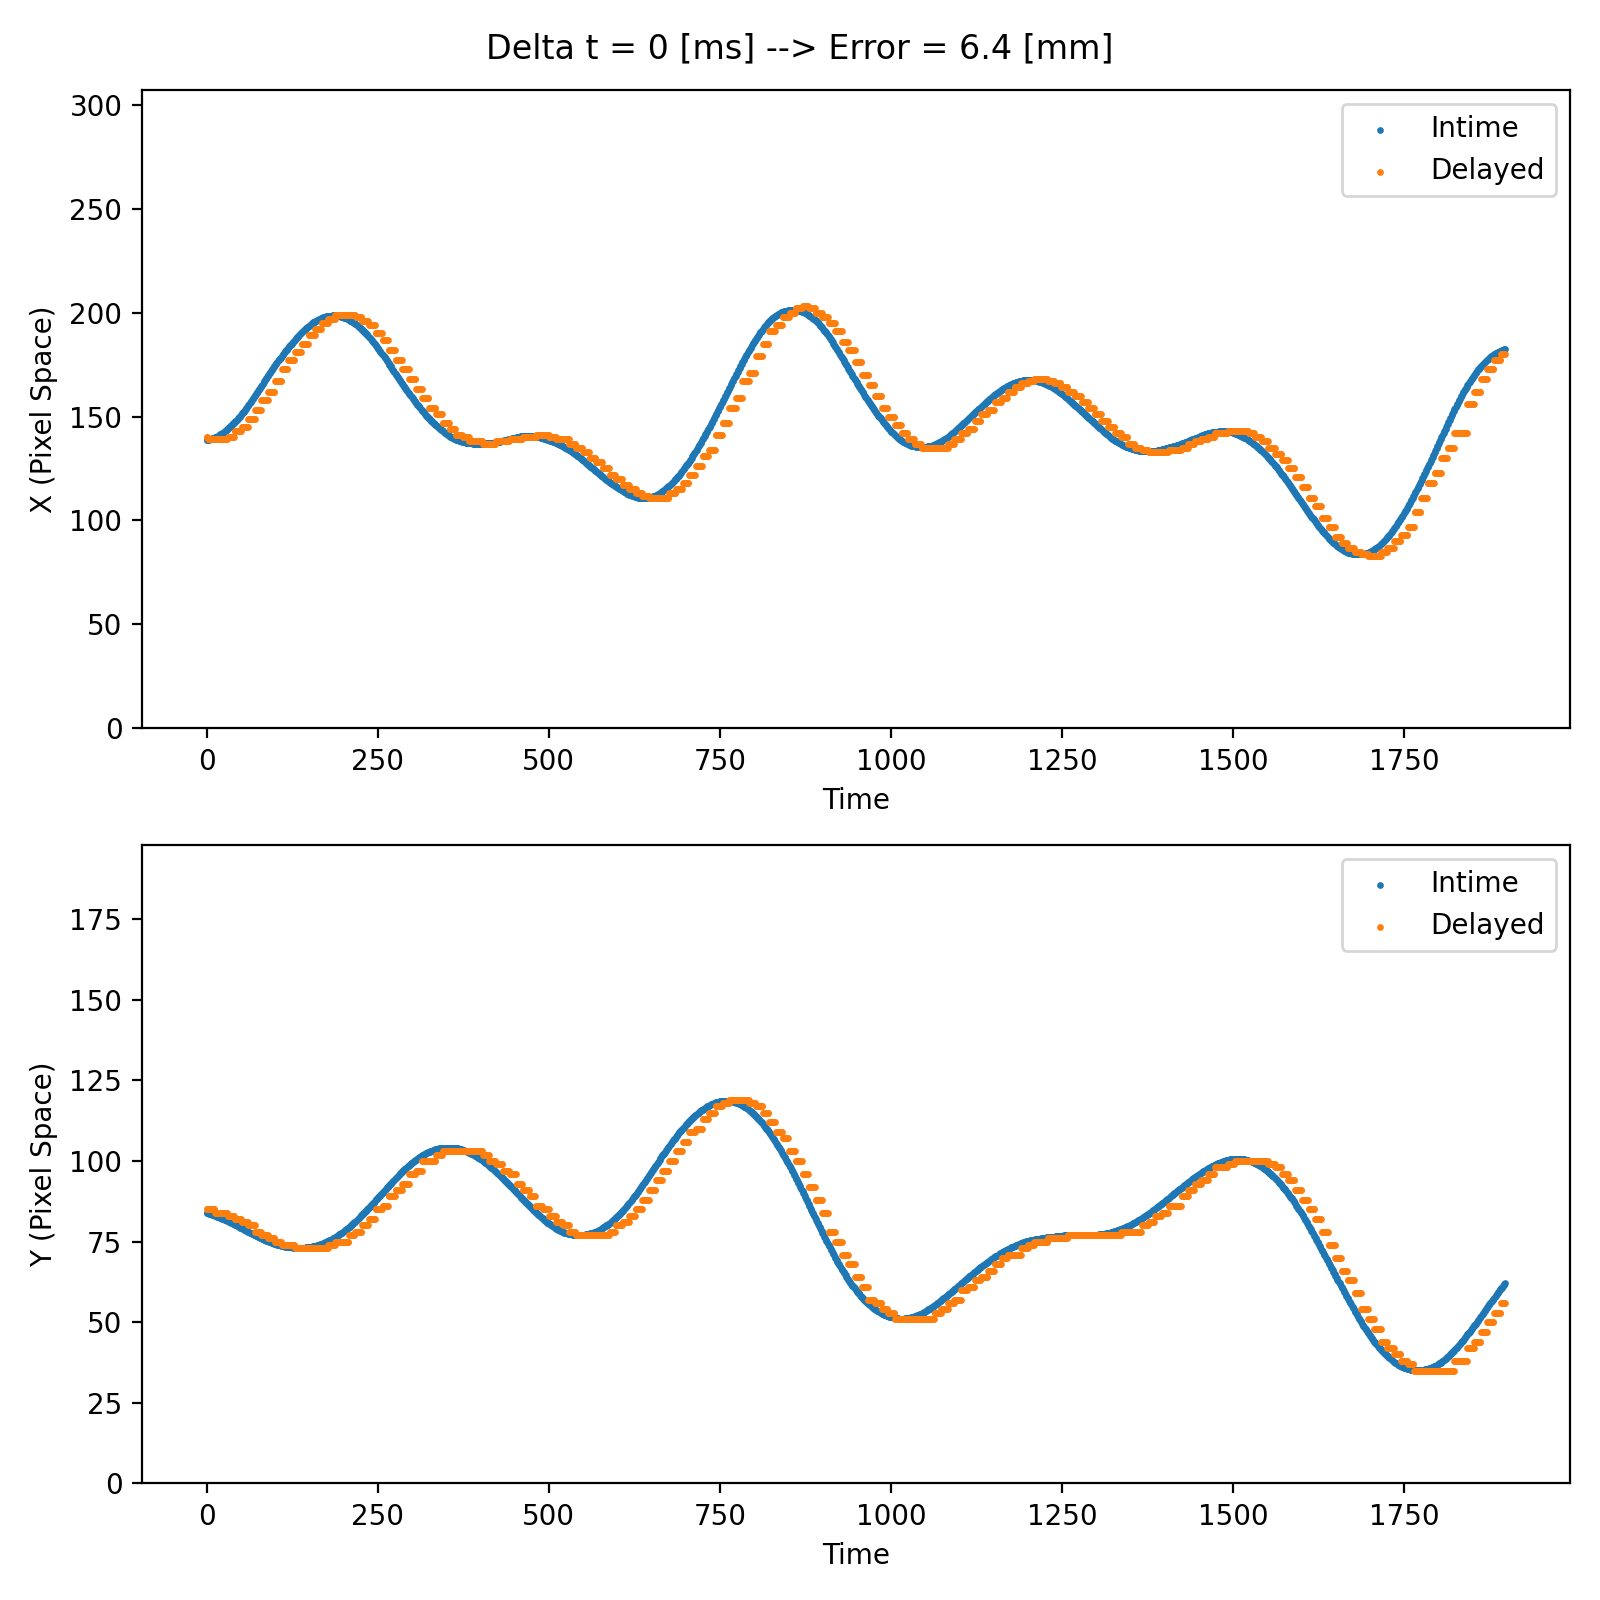 Delta t = 0 [ms] --> Error = 6.4 [mm]
300
250
200
150
100
50
0
X (Pixel Space)
Intime
Delayed
0 250 500 750 1000 1250 1500 1750
Time
175
150
125
100
75
50
25
0
Y (Pixel Space)
Intime
Delayed
0 250 500 750 1000 1250 1500 1750
Time